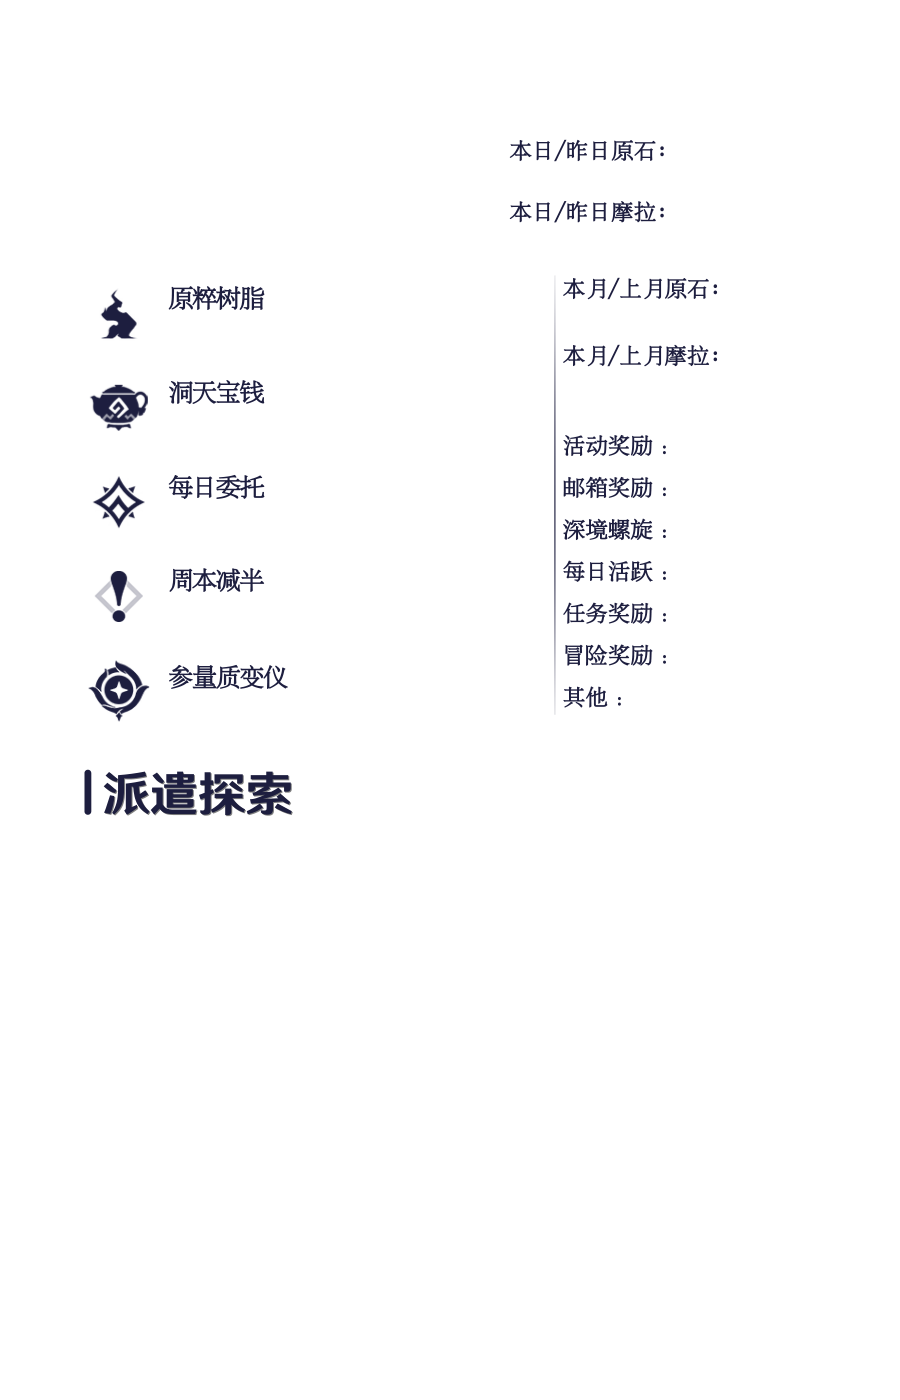 本日/昨日原石：
本日/昨日摩拉：
原粹树脂
洞天宝钱
每日委托
周本减半
参量质变仪
本月/上月原石：
本月/上月摩拉：
活动奖励：
邮箱奖励：
深境螺旋：
每日活跃：
任务奖励：
冒险奖励：
其他：
派遣探索